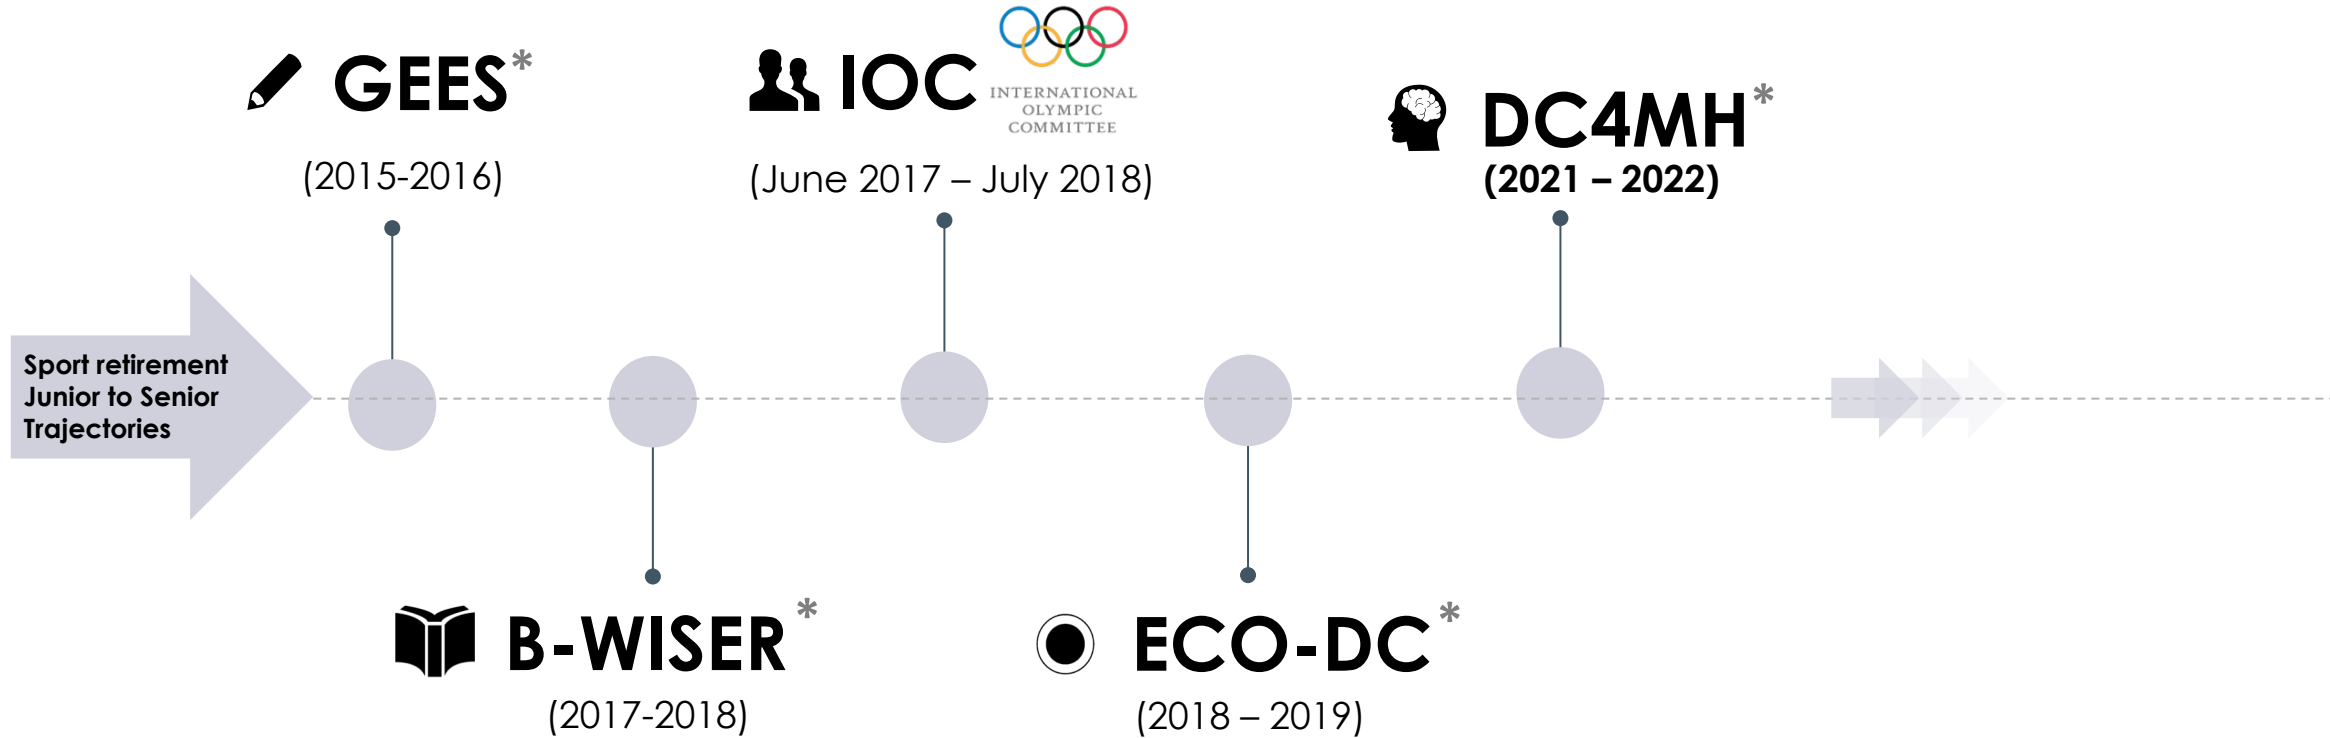 GEES*
(2015-2016)
IOC
INTERNATIONAL
OLYMPIC
COMMITTEE
(June 2017 – July 2018)
DC4MH*
(2021 – 2022)
Sport retirement
Junior to Senior
Trajectories
B-WISER*
(2017-2018)
ECO-DC*
(2018 – 2019)